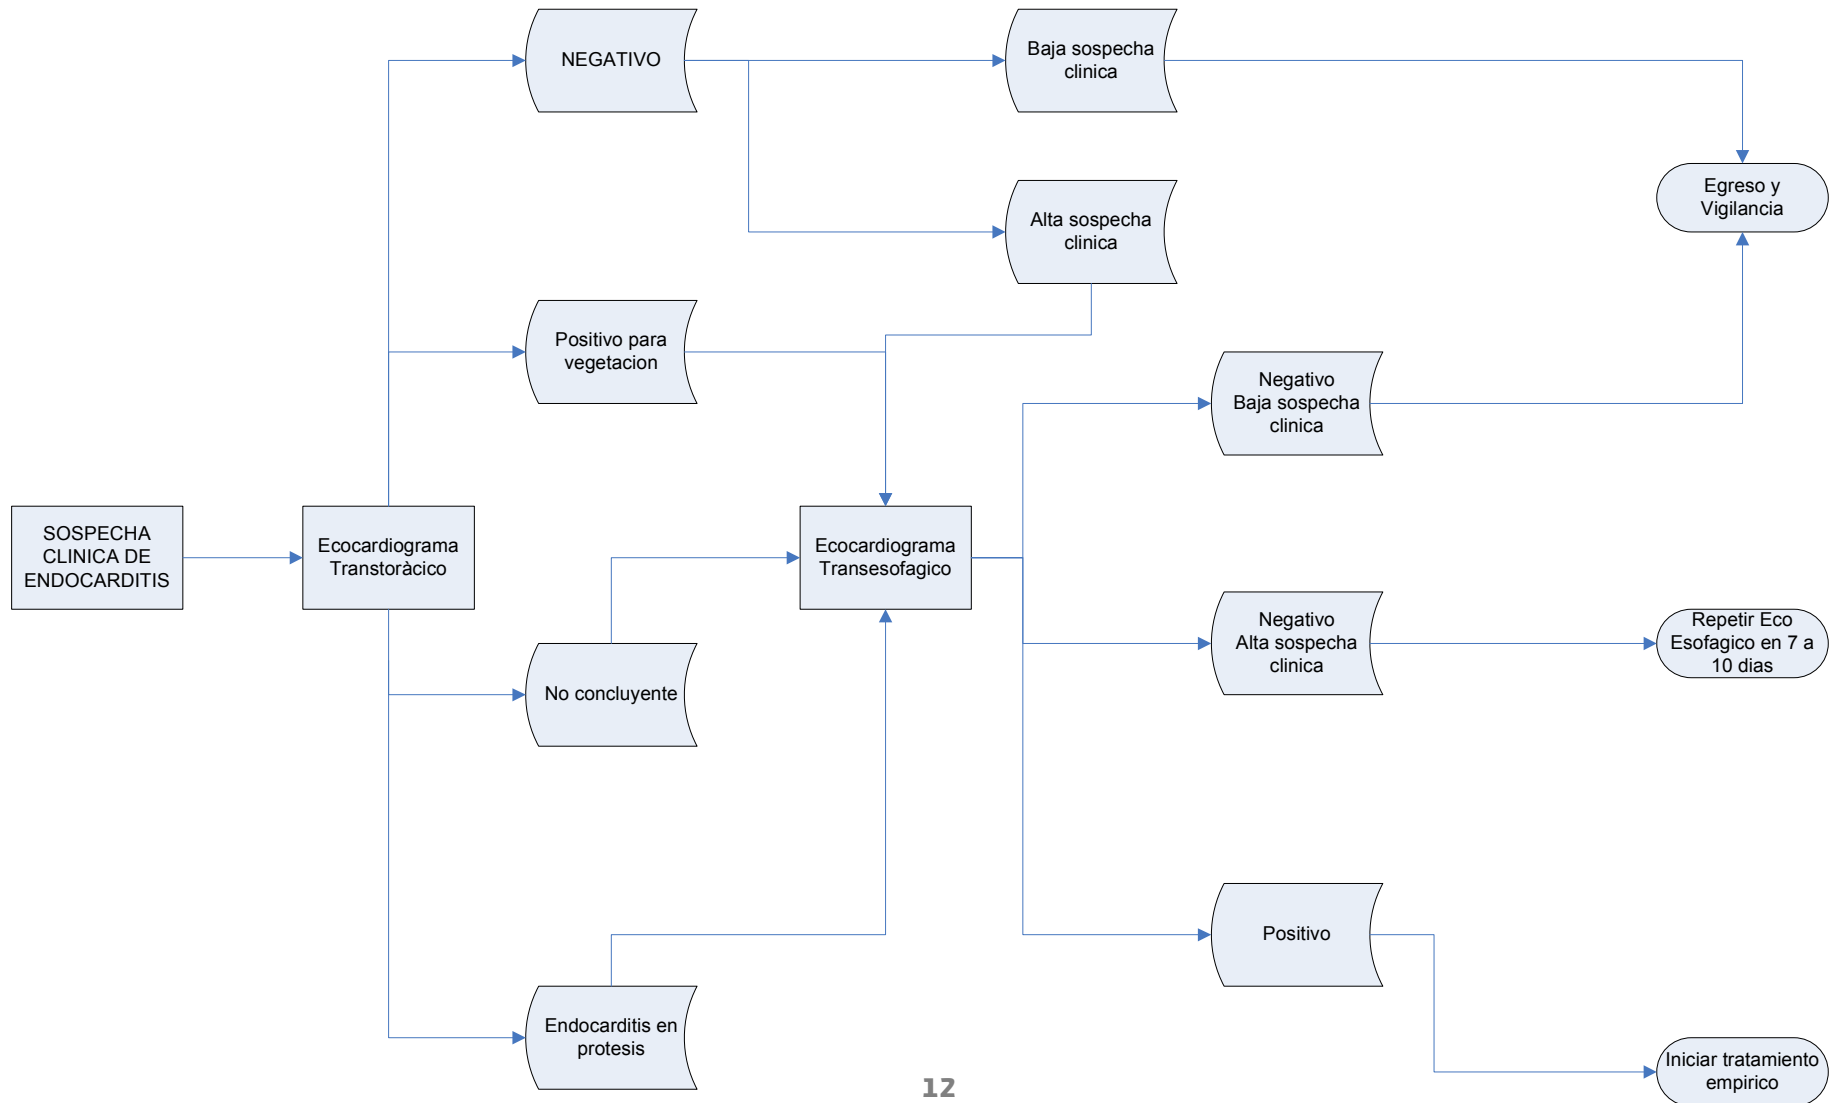 NEGATIVO
Baja sospecha
clinica
Egreso y
Vigilancia
Alta sospecha
clinica
Positivo para
vegetacion
Negativo
Baja sospecha
clinica
SOSPECHA
CLINICA DE
ENDOCARDITIS
Ecocardiograma
Transtoràcico
Ecocardiograma
Transesofagico
Negativo
Alta sospecha
clinica
Repetir Eco
Esofagico en 7 a
10 dias
No concluyente
Positivo
Endocarditis en
protesis
Iniciar tratamiento
empirico
12